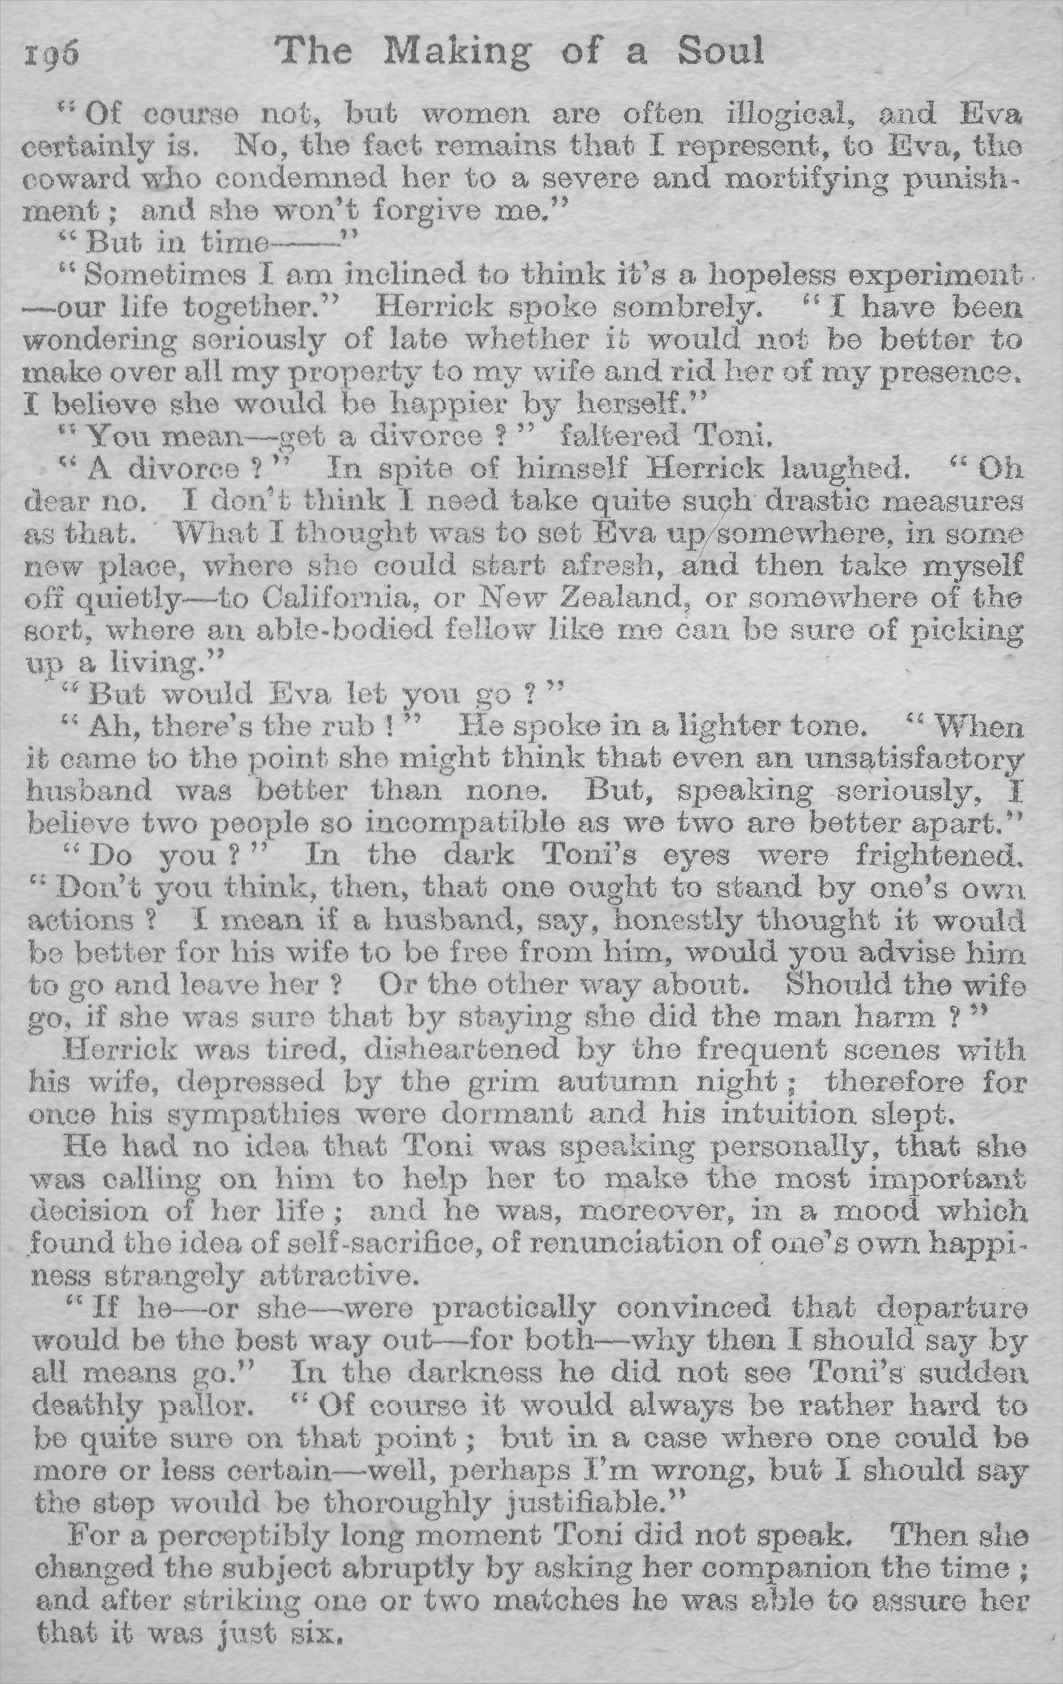 196 The Making of a Soul
“Of course not, but women are often illogical, and Eva
certainly is. No, the fact remains that I represent, to Eva, the
coward who condemned her to a severe and mortifying punish-
ment ; and she won’t forgive me.”
“But in time——”
“Sometimes I am inclined to think it’s a hopeless experiment
—our life together.” Herrick spoke sombrely. “I have been
wondering seriously of late whether it would not be better to
make over all my property to my wife and rid her of my presence.
I believe she would be happier by herself.”
“You mean—get a divorce ? ” faltered Toni.
“A divorce ? ” In spite of himself Herrick laughed. “Oh
dear no. I don’t think I need take quite such drastic measures
as that. What I thought was to set Eva up somewhere, in some
new place, where she could start afresh, and then take myself
off quietly—to California, or New Zealand, or somewhere of the
sort, where an able-bodied fellow like me can be sure of picking
up a living.”
“But would Eva let you go ? ”
“Ah, there’s the rub ! ” He spoke in a lighter tone. “When
it came to the point she might think that even an unsatisfactory
husband was better than none. But, speaking seriously, I
believe two people so incompatible as we two are better apart.”
“Do you ? ” In the dark Toni’s eyes were frightened.
“Don’t you think, then, that one ought to stand by one’s own
actions ? I mean if a husband, say, honestly thought it would
be better for his wife to be free from him, would you advise him
to go and leave her ? Or the other way about. Should the wife
go, if she was sure that by staying she did the man harm ? ”
Herrick was tired, disheartened by the frequent scenes with
his wife, depressed by the grim autumn night ; therefore for
once his sympathies were dormant and his intuition slept.
He had no idea that Toni was speaking personally, that she
was calling on him to help her to make the most important
decision of her life ; and he was, moreover, in a mood which
found the idea of self-sacrifice, of renunciation of one’s own happi-
ness strangely attractive.
“If he—or she—were practically convinced that departure
would be the best way out—for both—why then I should say by
all means go.” In the darkness he did not see Toni’s sudden
deathly pallor. “Of course it would always be rather hard to
be quite sure on that point ; but in a case where one could be
more or less certain—well, perhaps I’m wrong, but I should say
the step would be thoroughly justifiable.”
For a perceptibly long moment Toni did not speak. Then she
changed the subject abruptly by asking her companion the time ;
and after striking one or two matches he was able to assure her
that it was just six.